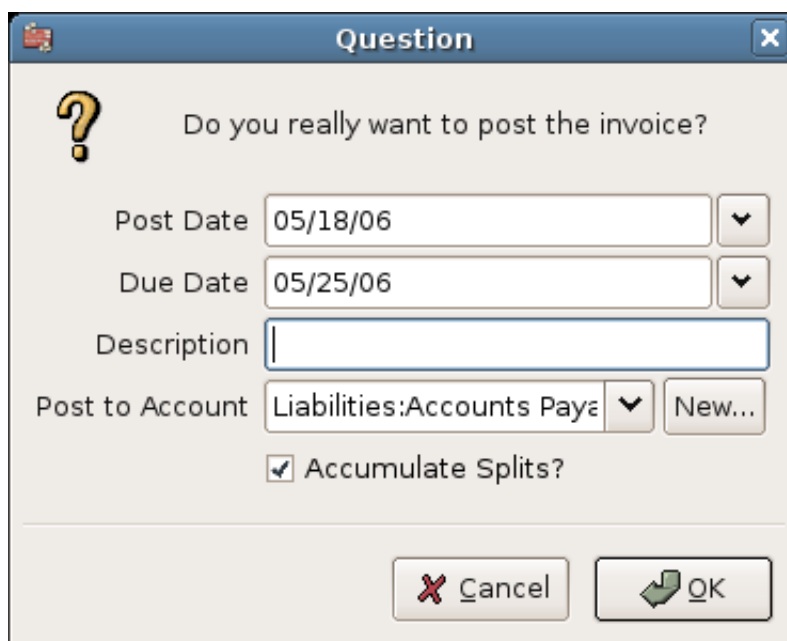 Question
Do you really want to post the invoice?
Post Date 05/18/06
Due Date 05/25/06
Description
Post to Account Liabilities:Accounts Paya New...
Accumulate Splits?
Cancel OK